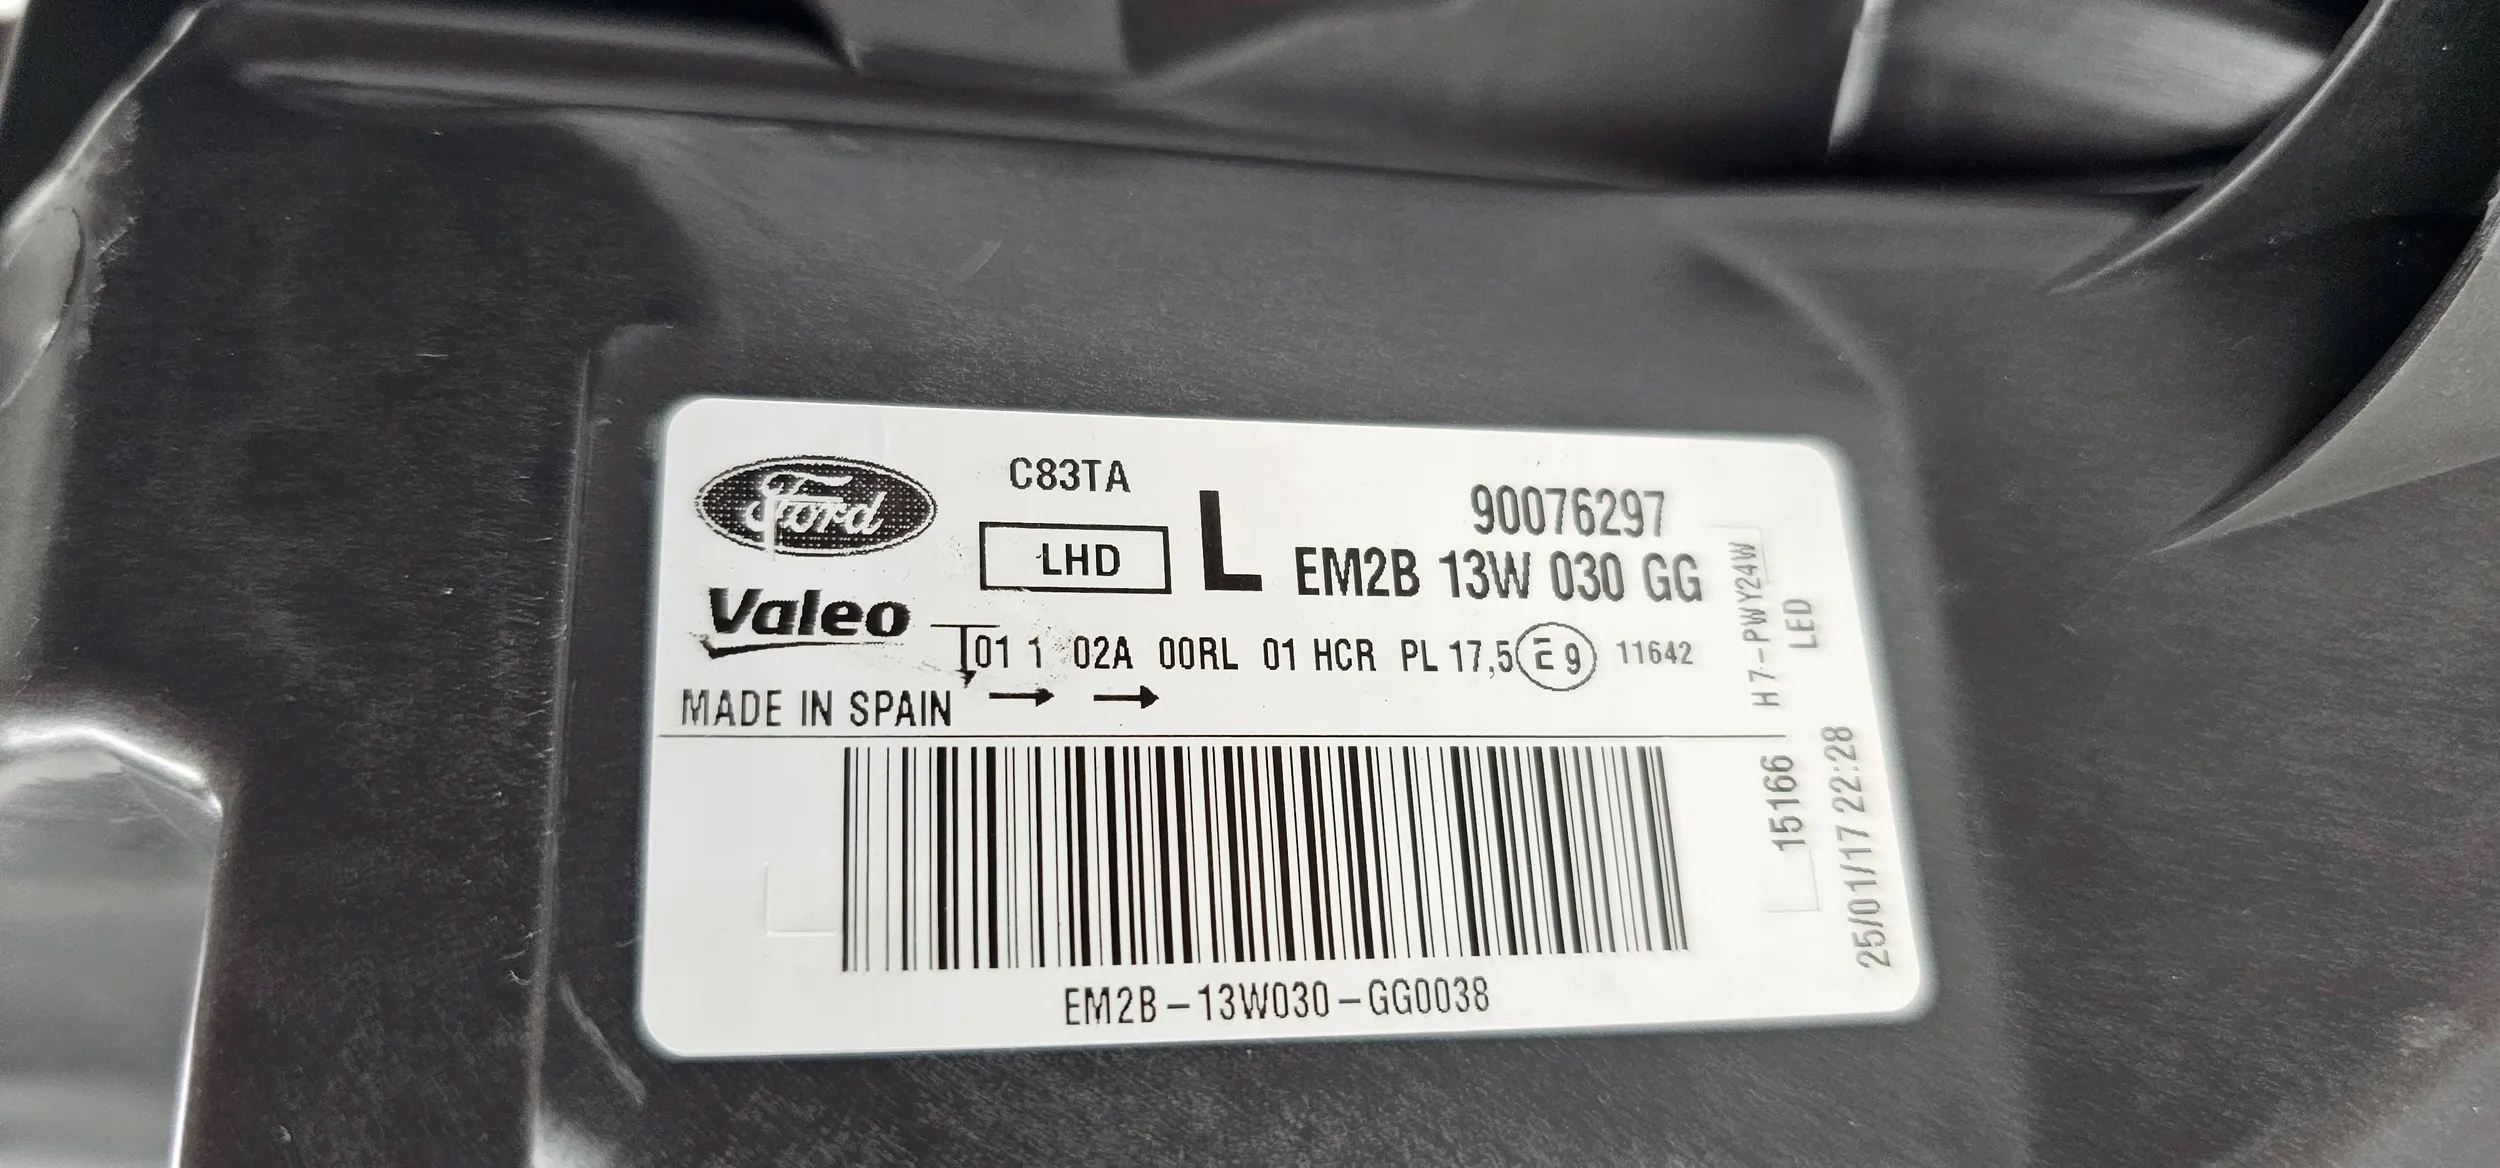 Ford
C83TA
LHD
L
90076297
EM2B 13W 030 GG
Valeo
01 1 02A 00RL 01 HCR PL 17,5 E9 11642
MADE IN SPAIN
H7-PWY24W
LED
15166
25/01/17 22:28
EM2B-13W030-GG0038